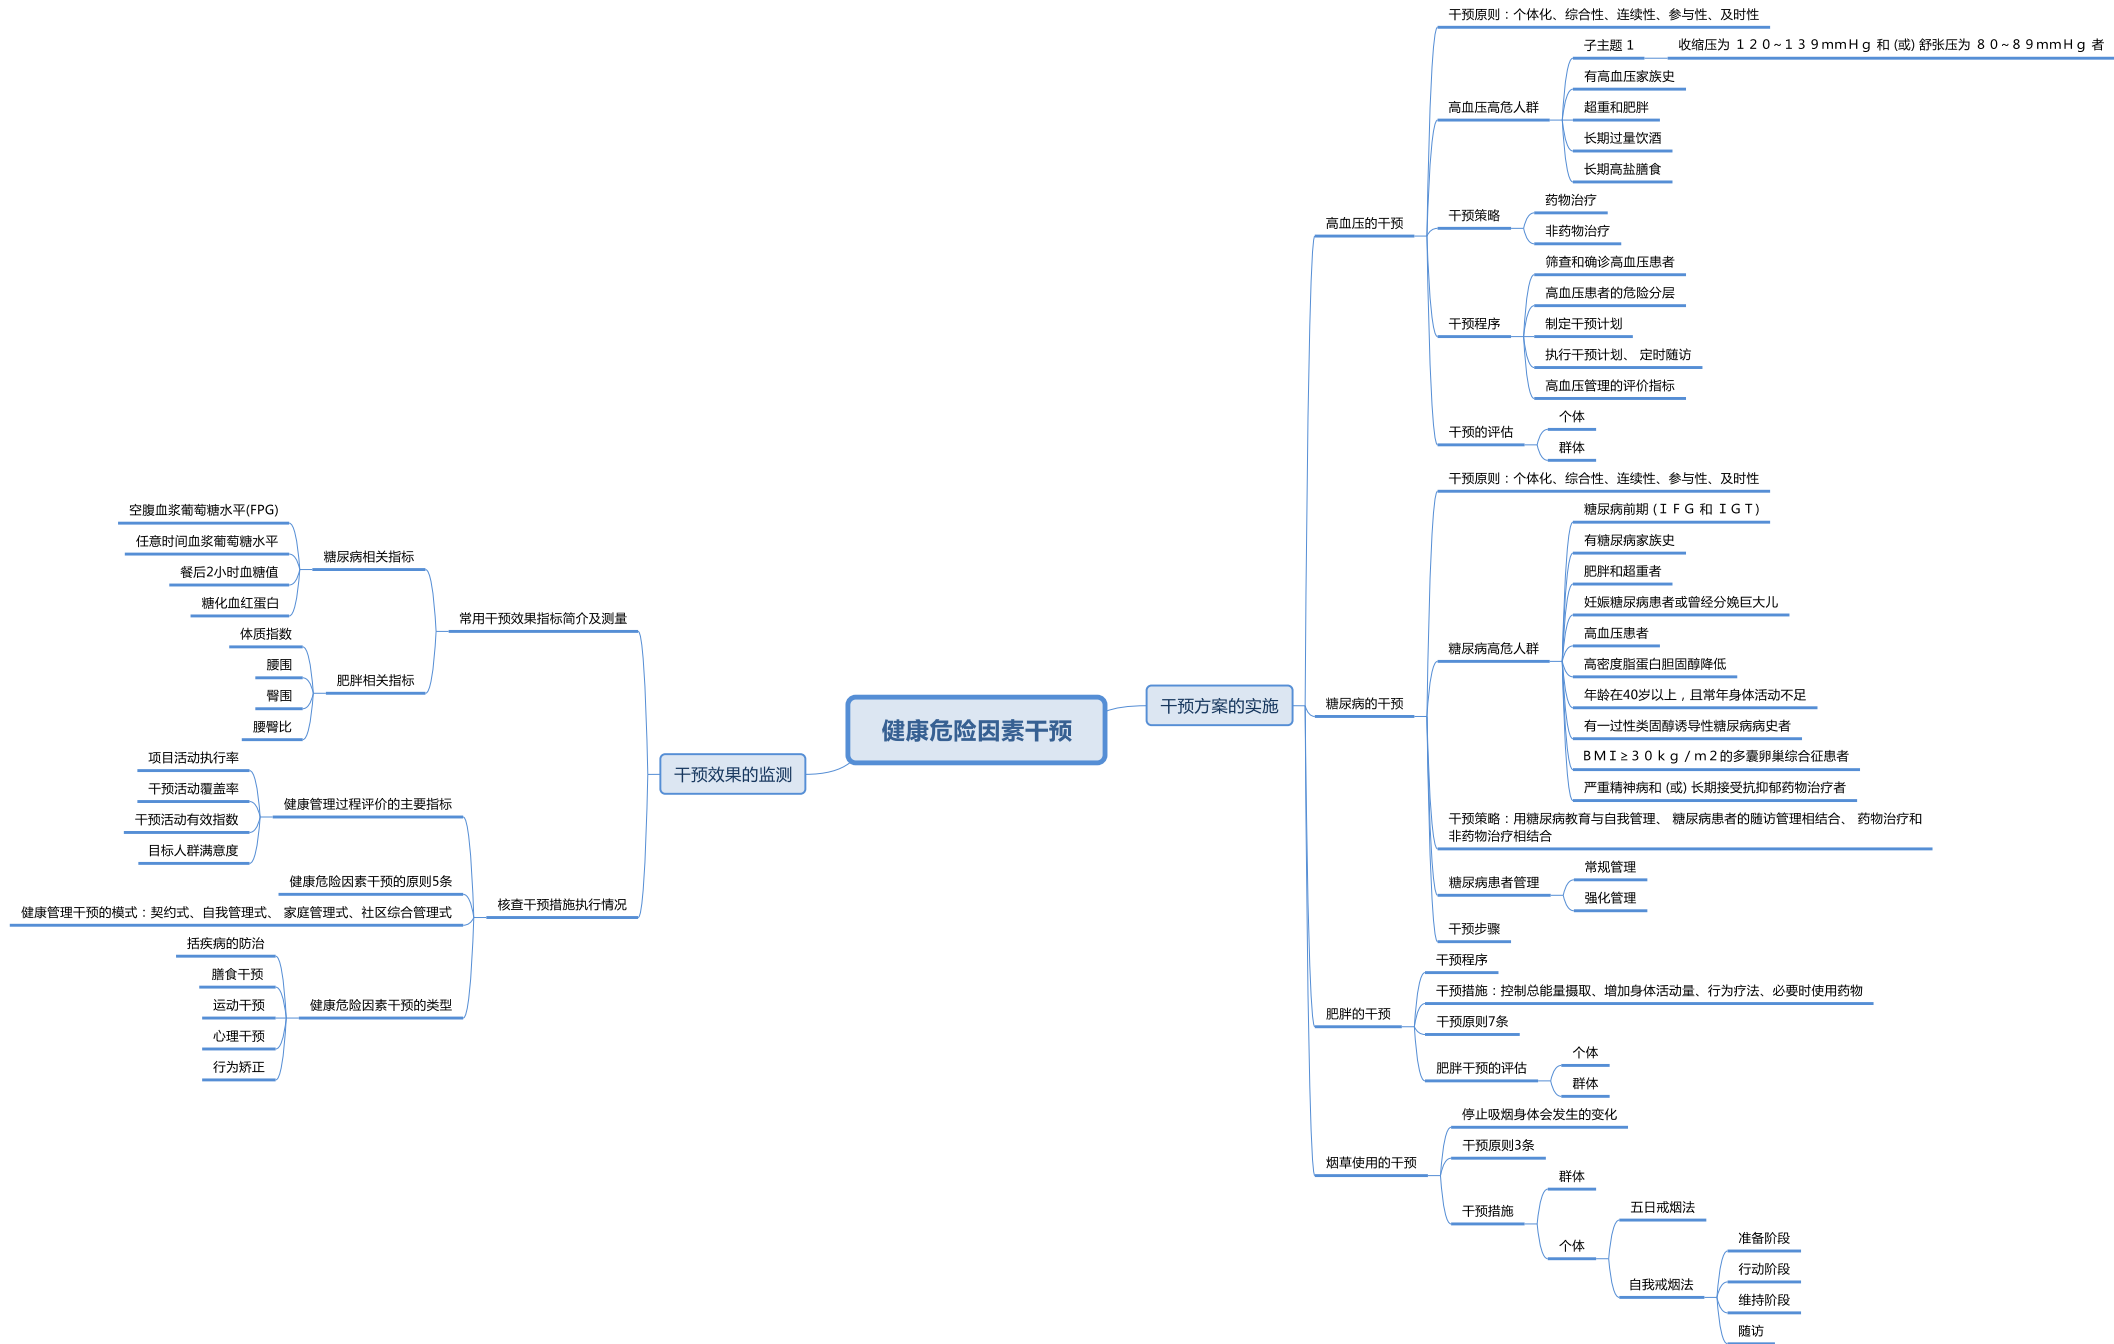 健康危险因素干预
干预方案的实施
高血压的干预
干预原则：个体化、综合性、连续性、参与性、及时性
高血压高危人群
子主题 1
收缩压为 １２０~１３９ｍｍＨｇ 和 (或) 舒张压为 ８０~８９ｍｍＨｇ 者
有高血压家族史
超重和肥胖
长期过量饮酒
长期高盐膳食
干预策略
药物治疗
非药物治疗
干预程序
筛查和确诊高血压患者
高血压患者的危险分层
制定干预计划
执行干预计划、 定时随访
高血压管理的评价指标
干预的评估
个体
群体
糖尿病的干预
干预原则：个体化、综合性、连续性、参与性、及时性
糖尿病高危人群
糖尿病前期 (ＩＦＧ 和 ＩＧＴ)
有糖尿病家族史
肥胖和超重者
妊娠糖尿病患者或曾经分娩巨大儿
高血压患者
高密度脂蛋白胆固醇降低
年龄在40岁以上，且常年身体活动不足
有一过性类固醇诱导性糖尿病病史者
ＢＭＩ≥３０ｋｇ/ｍ２的多囊卵巢综合征患者
严重精神病和 (或) 长期接受抗抑郁药物治疗者
干预策略：用糖尿病教育与自我管理、 糖尿病患者的随访管理相结合、 药物治疗和
非药物治疗相结合
糖尿病患者管理
常规管理
强化管理
干预步骤
肥胖的干预
干预程序
干预措施：控制总能量摄取、增加身体活动量、行为疗法、必要时使用药物
干预原则7条
肥胖干预的评估
个体
群体
烟草使用的干预
停止吸烟身体会发生的变化
干预原则3条
干预措施
群体
个体
五日戒烟法
自我戒烟法
准备阶段
行动阶段
维持阶段
随访
干预效果的监测
常用干预效果指标简介及测量
糖尿病相关指标
空腹血浆葡萄糖水平(FPG)
任意时间血浆葡萄糖水平
餐后2小时血糖值
糖化血红蛋白
肥胖相关指标
体质指数
腰围
臀围
腰臀比
核查干预措施执行情况
健康管理过程评价的主要指标
项目活动执行率
干预活动覆盖率
干预活动有效指数
目标人群满意度
健康危险因素干预的原则5条
健康管理干预的模式：契约式、自我管理式、 家庭管理式、社区综合管理式
健康危险因素干预的类型
括疾病的防治
膳食干预
运动干预
心理干预
行为矫正